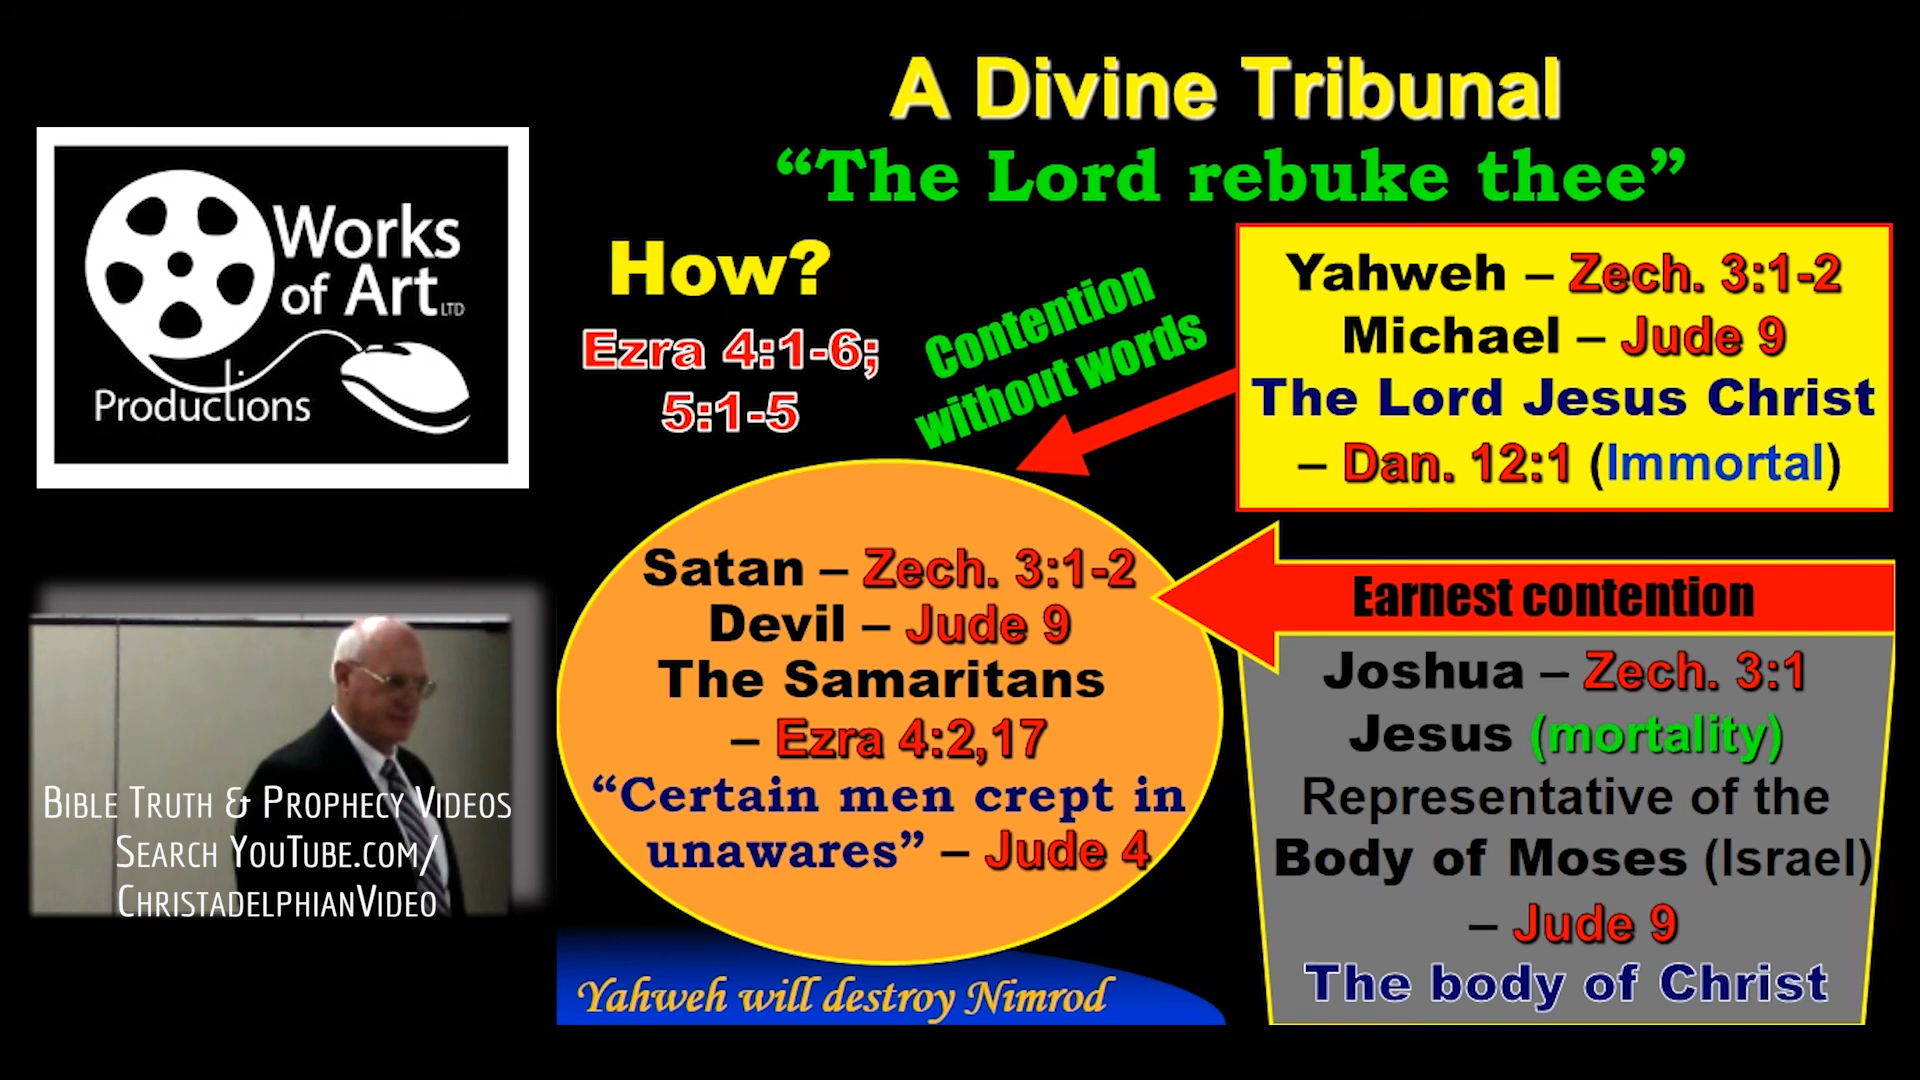 A Divine Tribunal
“The Lord rebuke thee”
Works
of Art LTD
Productions
How?
Ezra 4:1-6;
5:1-5
Contention
without words
Yahweh – Zech. 3:1-2
Michael – Jude 9
The Lord Jesus Christ
– Dan. 12:1 (Immortal)
Satan – Zech. 3:1-2
Devil – Jude 9
The Samaritans
– Ezra 4:2,17
“Certain men crept in
unawares” – Jude 4
Earnest contention
Joshua – Zech. 3:1
Jesus (mortality)
Representative of the
Body of Moses (Israel)
– Jude 9
The body of Christ
Bible Truth & Prophecy Videos
Search YouTube.com/
ChristadelphianVideo
Yahweh will destroy Nimrod